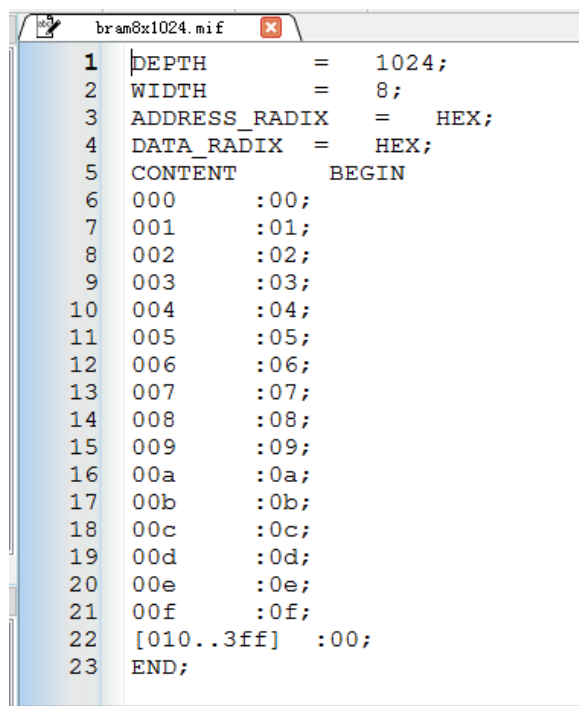 bram8x1024.mif
1 DEPTH = 1024;
2 WIDTH = 8;
3 ADDRESS_RADIX = HEX;
4 DATA_RADIX = HEX;
5 CONTENT BEGIN
6 000 :00;
7 001 :01;
8 002 :02;
9 003 :03;
10 004 :04;
11 005 :05;
12 006 :06;
13 007 :07;
14 008 :08;
15 009 :09;
16 00a :0a;
17 00b :0b;
18 00c :0c;
19 00d :0d;
20 00e :0e;
21 00f :0f;
22 [010..3ff] :00;
23 END;